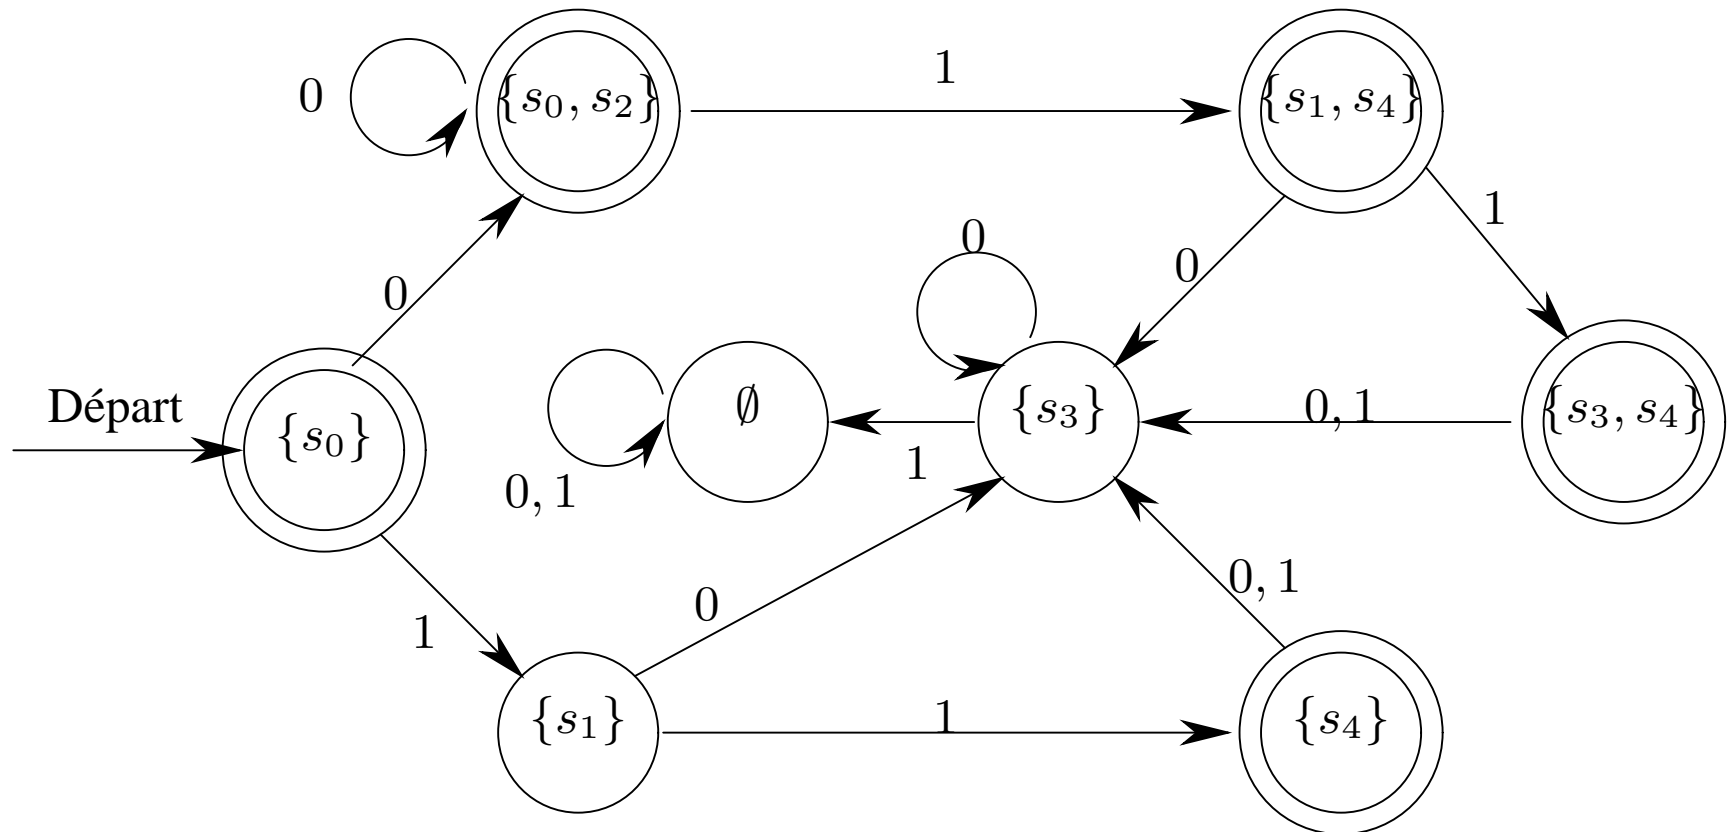 1
0
{s₀, s₂}
{s₁, s₄}
1
0
0
0
Départ
{s₀}
∅
{s₃}
0, 1
{s₃, s₄}
1
0, 1
0, 1
0
1
{s₁}
1
{s₄}